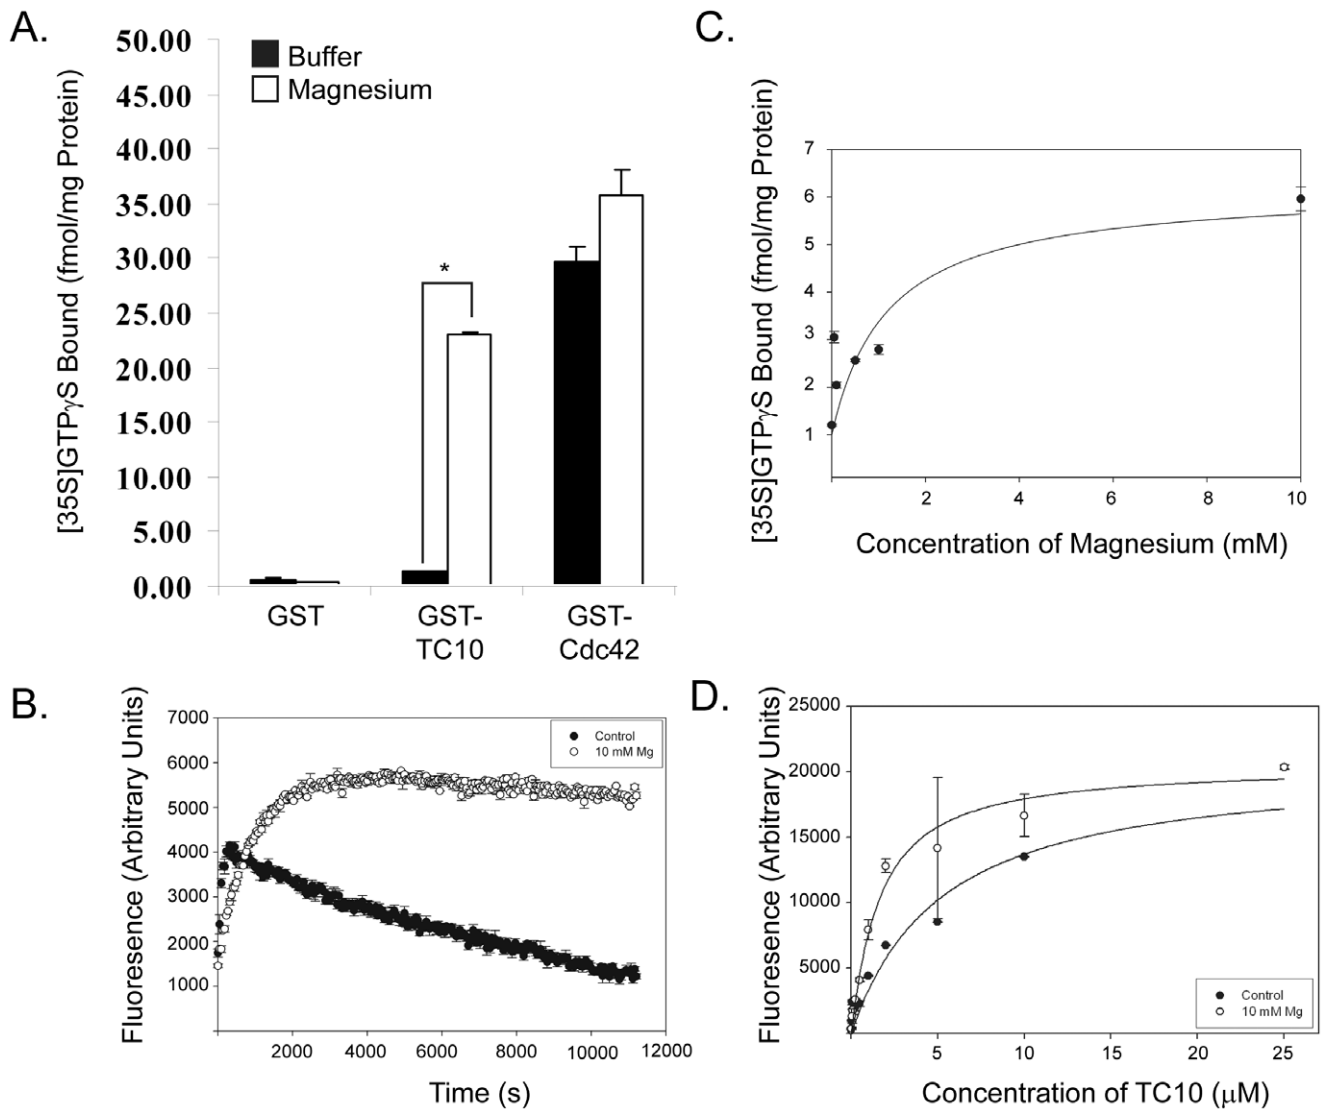 A.
[35S]GTPγS Bound (fmol/mg Protein)
50.00
45.00
40.00
35.00
30.00
25.00
20.00
15.00
10.00
5.00
0.00
Buffer
Magnesium
*
GST
GST-
TC10
GST-
Cdc42
C.
[35S]GTPγS Bound (fmol/mg Protein)
7
6
5
4
3
2
1
2 4 6 8 10
Concentration of Magnesium (mM)
B.
Fluoresence (Arbitrary Units)
7000
6000
5000
4000
3000
2000
1000
Control
10 mM Mg
2000 4000 6000 8000 10000 12000
Time (s)
D.
Fluoresence (Arbitrary Units)
25000
20000
15000
10000
5000
Control
10 mM Mg
5 10 15 20 25
Concentration of TC10 (μM)